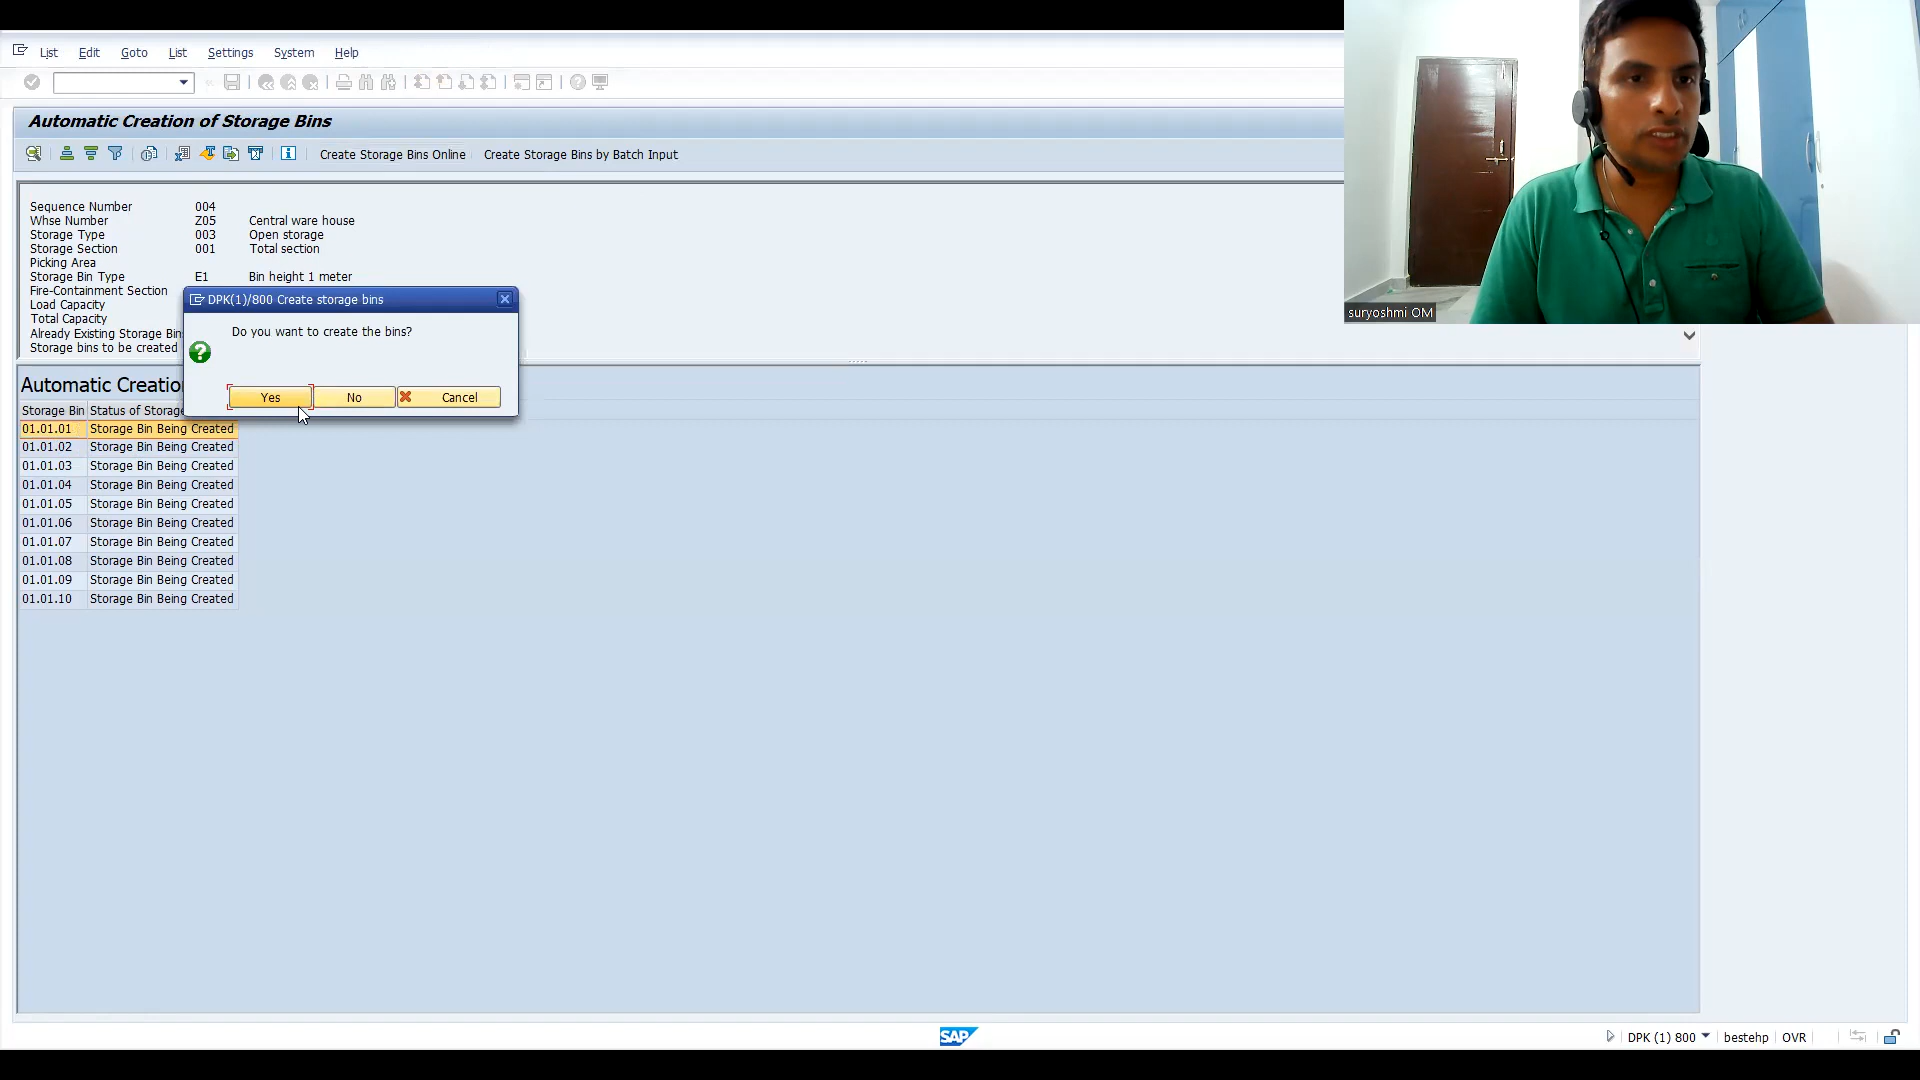 List Edit Goto List Settings System Help
Automatic Creation of Storage Bins
Create Storage Bins Online Create Storage Bins by Batch Input
Sequence Number 004
Whse Number Z05 Central ware house
Storage Type 003 Open storage
Storage Section 001 Total section
Picking Area
Storage Bin Type E1 Bin height 1 meter
Fire-Containment Section
Load Capacity
Total Capacity
Already Existing Storage Bin
Storage bins to be created
DPK(1)/800 Create storage bins
Do you want to create the bins?
Yes No Cancel
Automatic Creatio
Storage Bin Status of Storage
01.01.01 Storage Bin Being Created
01.01.02 Storage Bin Being Created
01.01.03 Storage Bin Being Created
01.01.04 Storage Bin Being Created
01.01.05 Storage Bin Being Created
01.01.06 Storage Bin Being Created
01.01.07 Storage Bin Being Created
01.01.08 Storage Bin Being Created
01.01.09 Storage Bin Being Created
01.01.10 Storage Bin Being Created
suryoshmi OM
SAP
DPK (1) 800 bestehp OVR